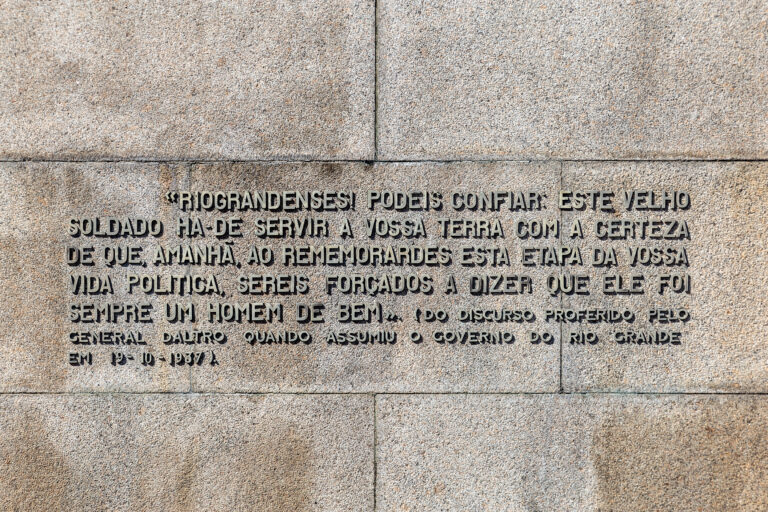 «RIOGRANDENSES! PODEIS CONFIAR: ESTE VELHO
SOLDADO HA-DE SERVIR A VOSSA TERRA COM A CERTEZA
DE QUE, AMANHÃ, AO REMEMORARDES ESTA ETAPA DA VOSSA
VIDA POLITICA, SEREIS FORÇADOS A DIZER QUE ELE FOI
SEMPRE UM HOMEM DE BEM». (DO DISCURSO PROFERIDO PELO
GENERAL DALTRO QUANDO ASSUMIU O GOVERNO DO RIO GRANDE
EM 19-10-1937).